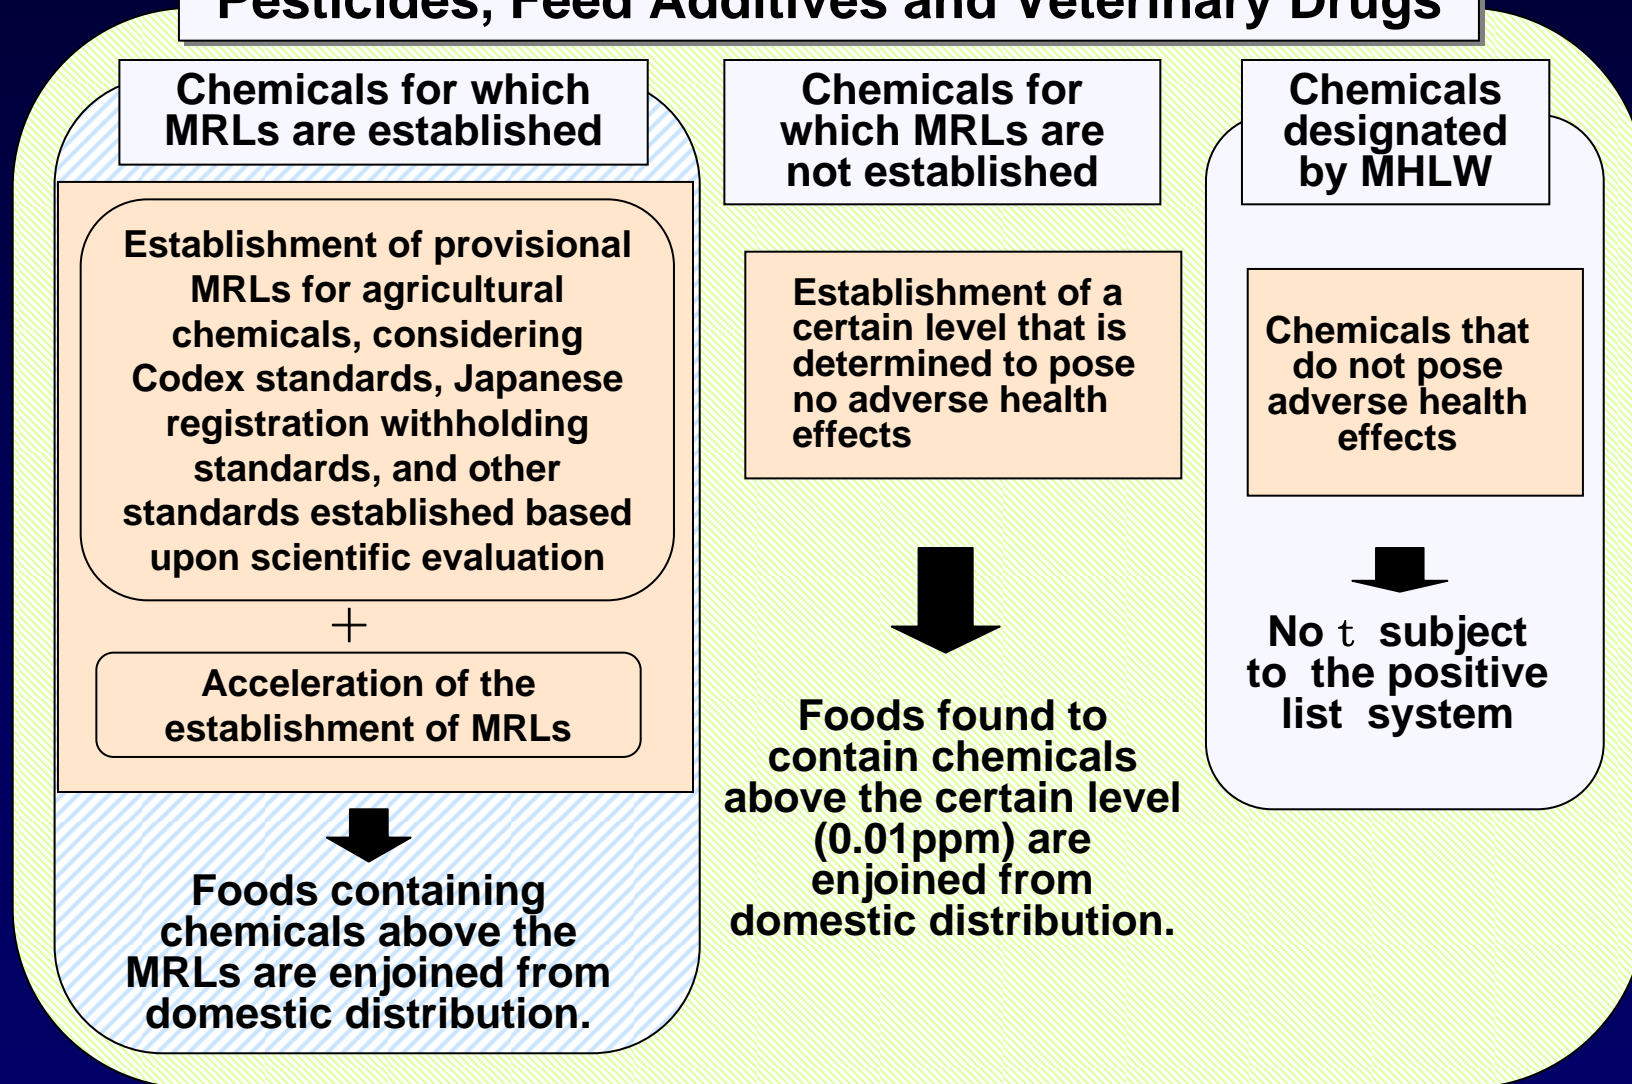 Pesticides, Feed Additives and Veterinary Drugs
Chemicals for which
MRLs are established
Establishment of provisional
MRLs for agricultural
chemicals, considering
Codex standards, Japanese
registration withholding
standards, and other
standards established based
upon scientific evaluation
+
Acceleration of the
establishment of MRLs
Foods containing
chemicals above the
MRLs are enjoined from
domestic distribution.
Chemicals for
which MRLs are
not established
Establishment of a
certain level that is
determined to pose
no adverse health
effects
Foods found to
contain chemicals
above the certain level
(0.01ppm) are
enjoined from
domestic distribution.
Chemicals
designated
by MHLW
Chemicals that
do not pose
adverse health
effects
No t subject
to the positive
list system